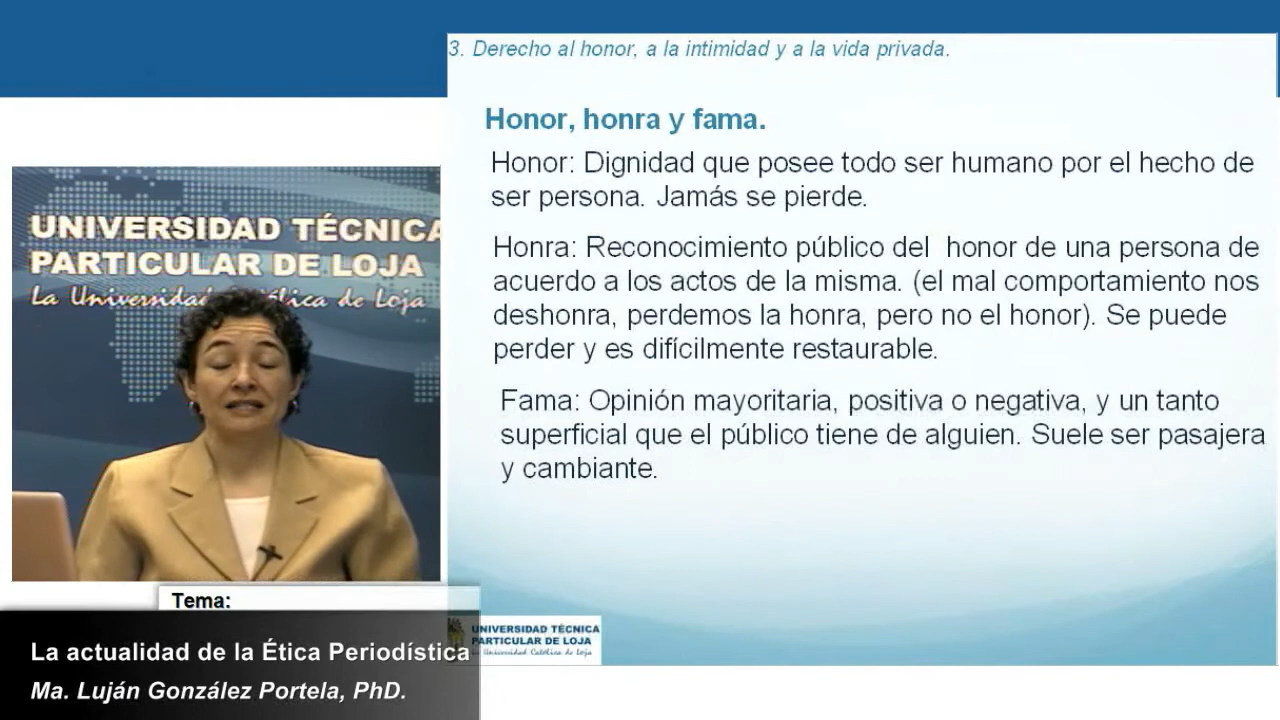 3. Derecho al honor, a la intimidad y a la vida privada.
Honor, honra y fama.
Honor: Dignidad que posee todo ser humano por el hecho de
ser persona. Jamás se pierde.
Honra: Reconocimiento público del honor de una persona de
acuerdo a los actos de la misma. (el mal comportamiento nos
deshonra, perdemos la honra, pero no el honor). Se puede
perder y es difícilmente restaurable.
Fama: Opinión mayoritaria, positiva o negativa, y un tanto
superficial que el público tiene de alguien. Suele ser pasajera
y cambiante.
UNIVERSIDAD TÉCNICA
PARTICULAR DE LOJA
La Universidad Católica de Loja
Tema:
La actualidad de la Ética Periodística
Ma. Luján González Portela, PhD.
UNIVERSIDAD TÉCNICA
PARTICULAR DE LOJA
La Universidad Católica de Loja